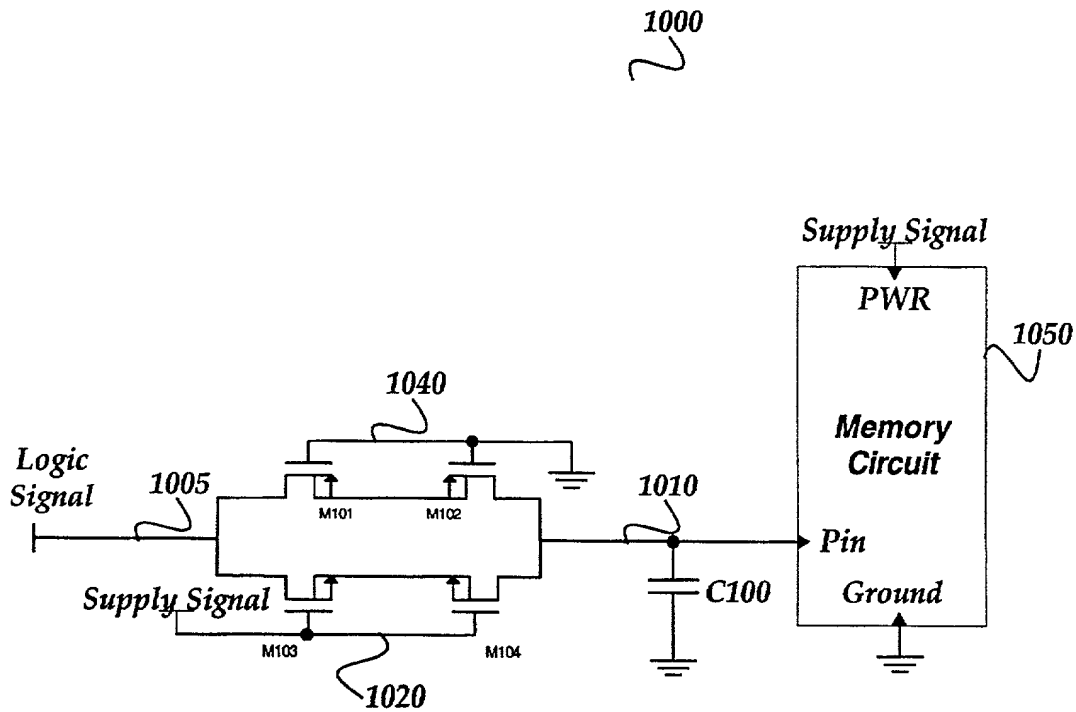 1000
Supply Signal
PWR
1050
1040
Memory
Circuit
Logic
Signal
1005
M101
M102
1010
Pin
Supply Signal
C100
Ground
M103
M104
1020